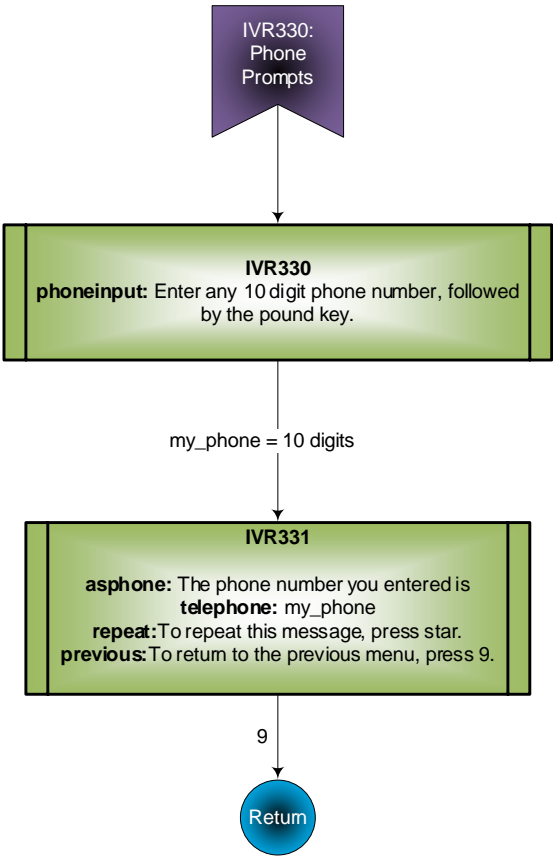 IVR330:
Phone
Prompts
IVR330
phoneinput: Enter any 10 digit phone number, followed
by the pound key.
my_phone = 10 digits
IVR331
asphone: The phone number you entered is
telephone: my_phone
repeat:To repeat this message, press star.
previous:To return to the previous menu, press 9.
9
Return